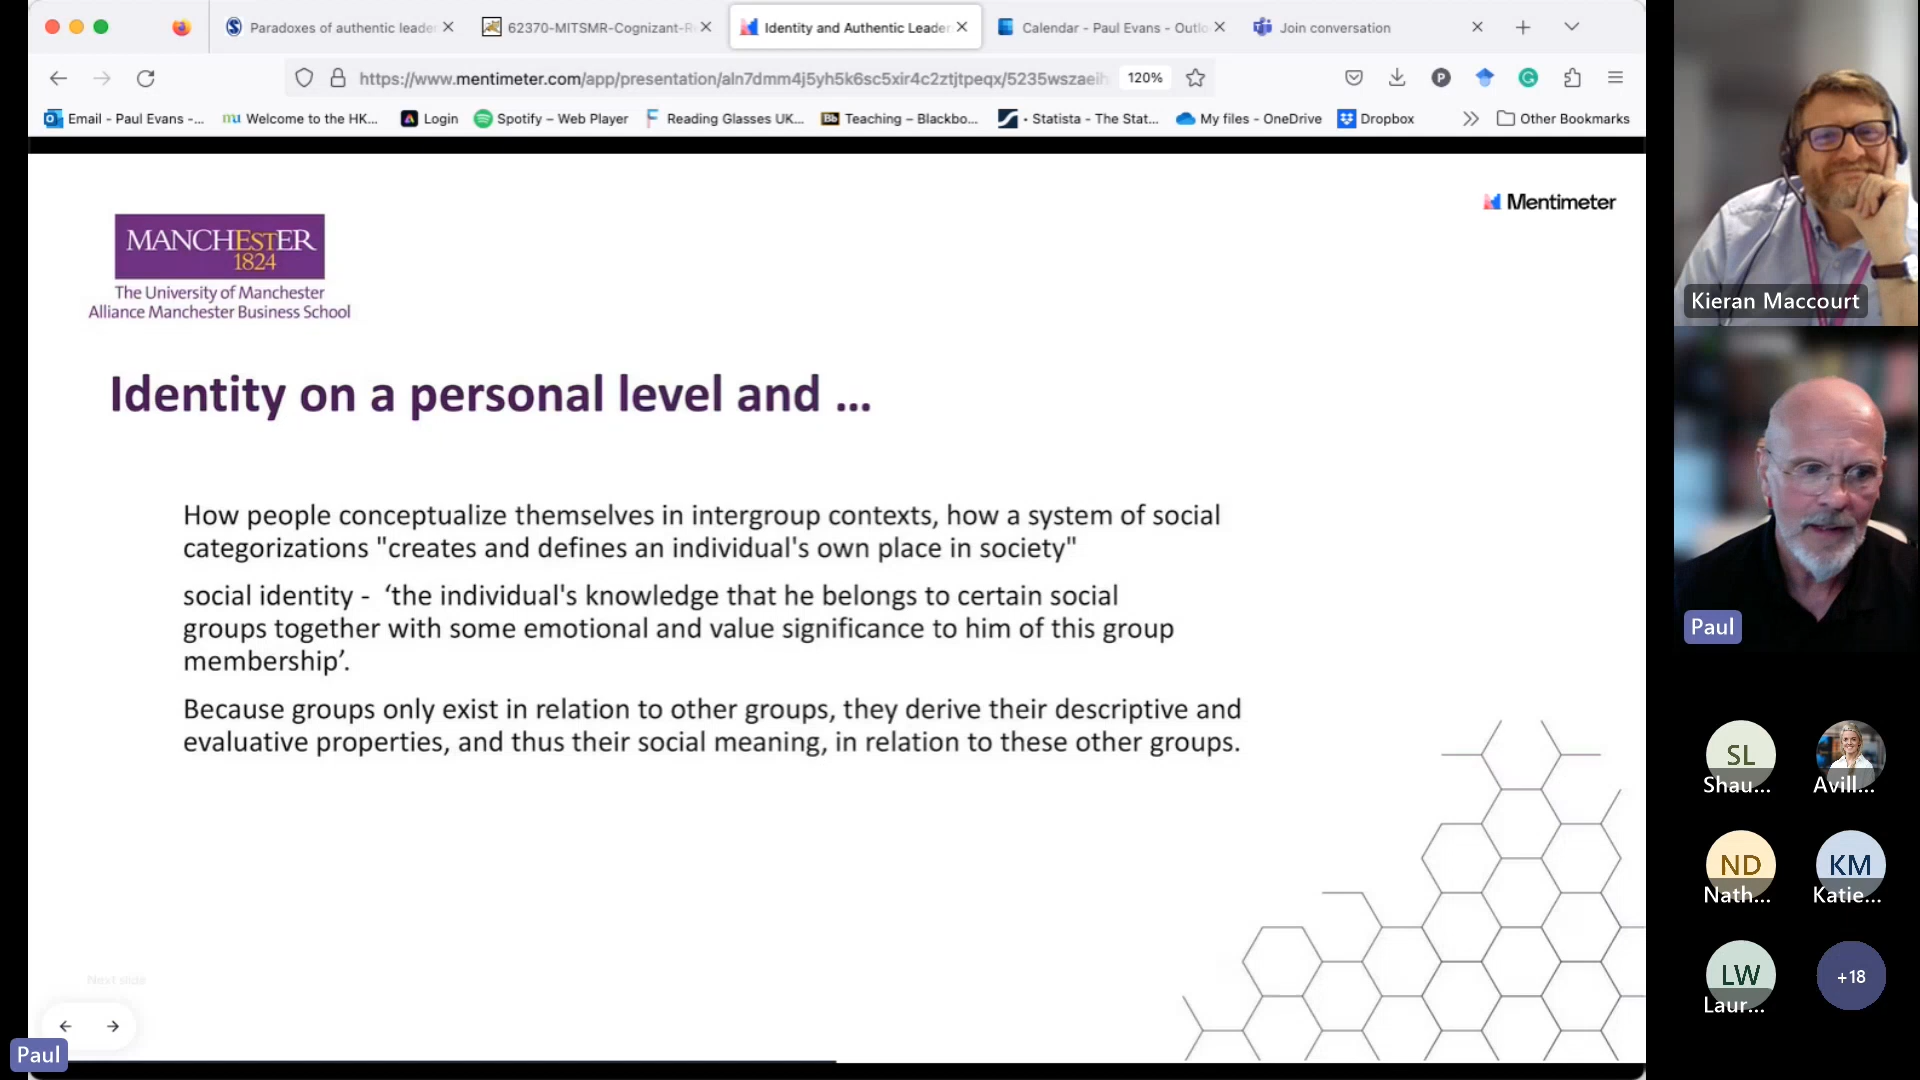 Paradoxes of authentic leade
62370-MITSMR-Cognizant-R
Identity and Authentic Leader
Calendar - Paul Evans - Outlo
Join conversation
https://www.mentimeter.com/app/presentation/aln7dmm4j5yh5k6sc5xir4c2ztjtpeqx/5235wszaeih
120%
Email - Paul Evans -...
Welcome to the HK...
Login
Spotify – Web Player
Reading Glasses UK...
Bb
Teaching – Blackbo...
• Statista - The Stat...
My files - OneDrive
Dropbox
Other Bookmarks
Mentimeter
MANCHESTER
1824
The University of Manchester
Alliance Manchester Business School
Identity on a personal level and ...
How people conceptualize themselves in intergroup contexts, how a system of social
categorizations "creates and defines an individual's own place in society"
social identity - ‘the individual's knowledge that he belongs to certain social
groups together with some emotional and value significance to him of this group
membership’.
Because groups only exist in relation to other groups, they derive their descriptive and
evaluative properties, and thus their social meaning, in relation to these other groups.
Next slide
Paul
Kieran Maccourt
Paul
SL
Shau...
Avill...
ND
Nath...
KM
Katie...
LW
Laur...
+18